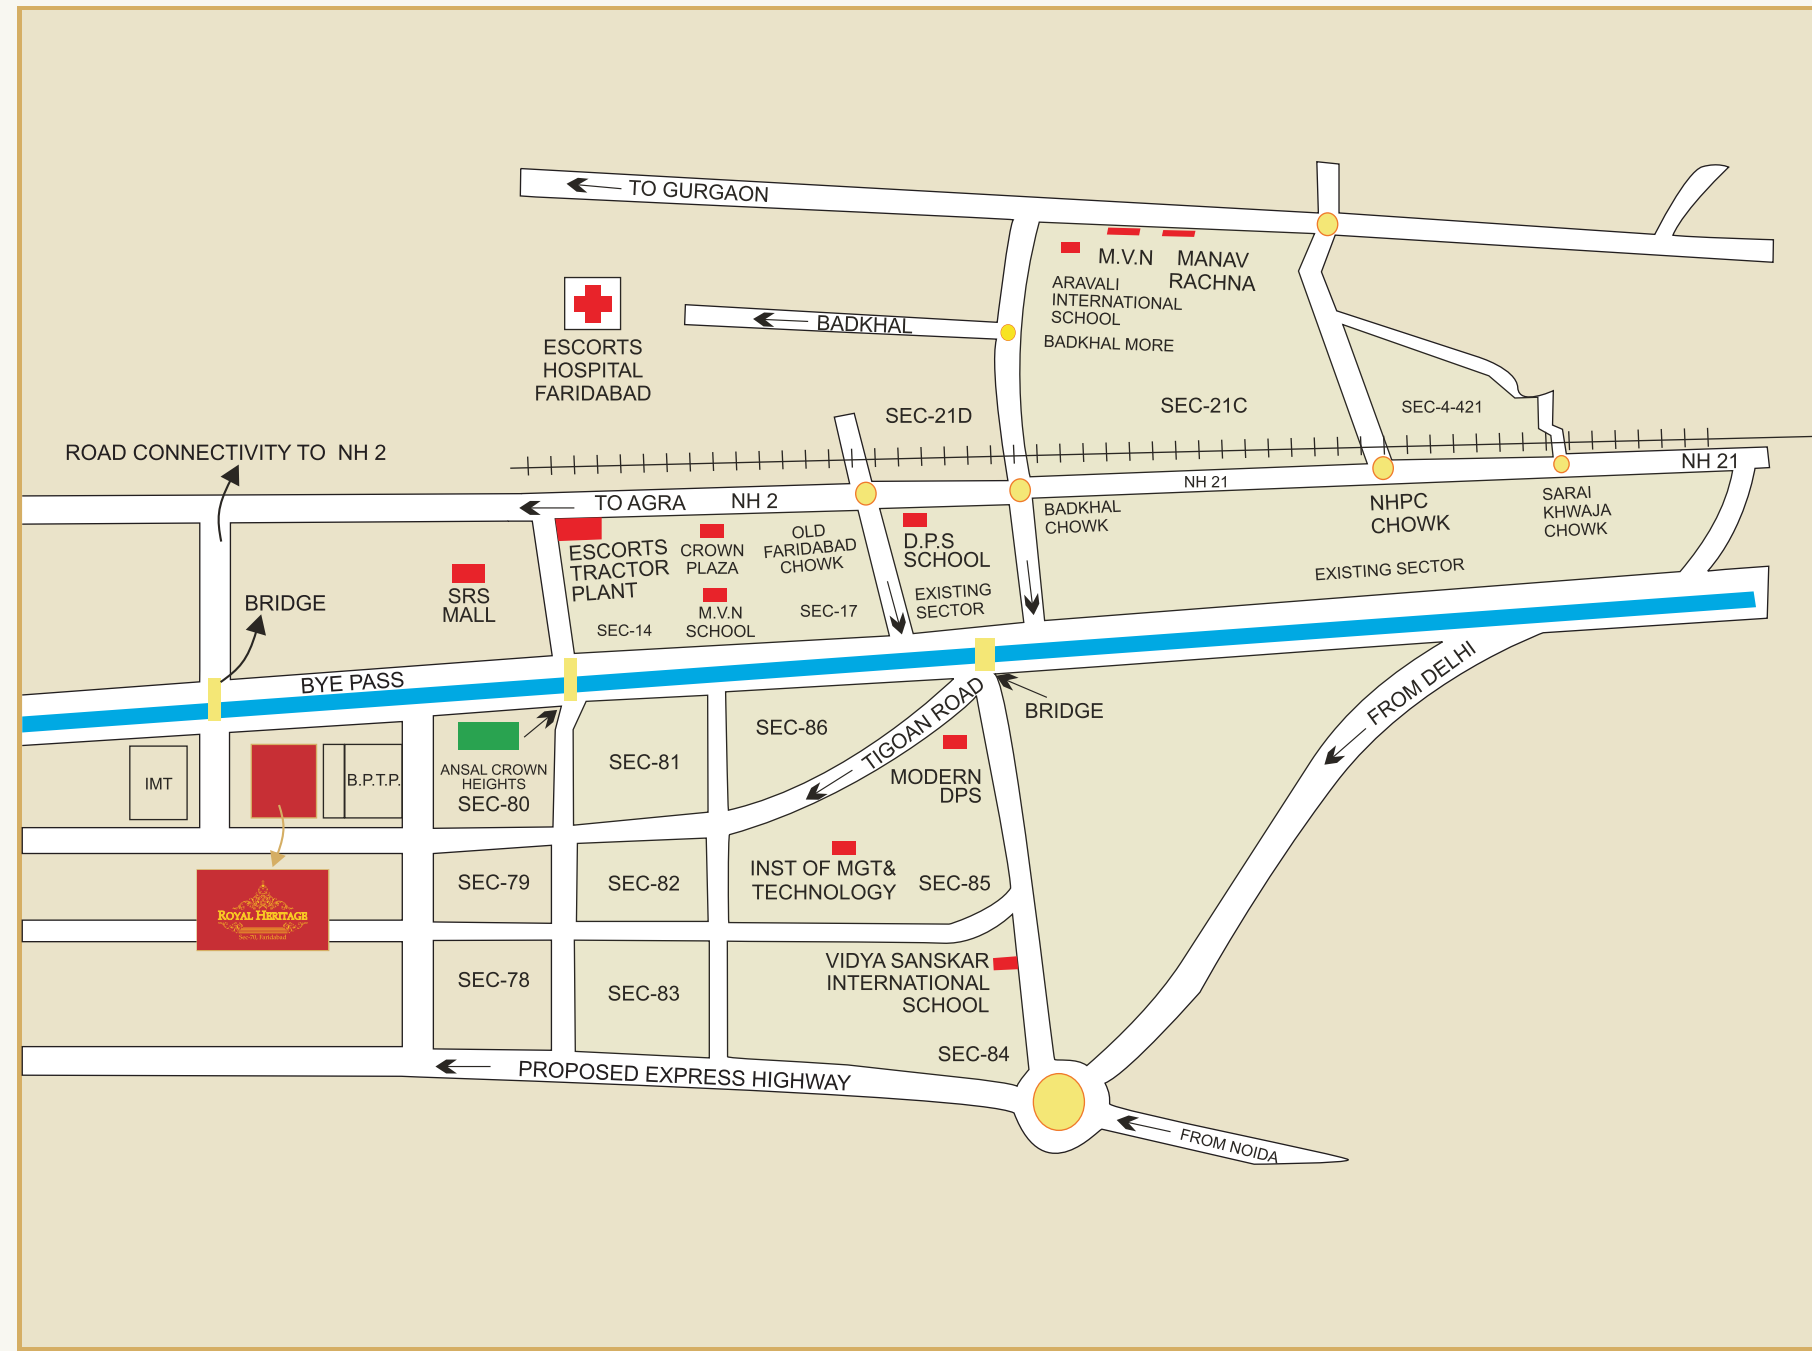 TO GURGAON
M.V.N
MANAV
RACHNA
ARAVALI
INTERNATIONAL
SCHOOL
BADKHAL MORE
BADKHAL
ESCORTS
HOSPITAL
FARIDABAD
SEC-21D
SEC-21C
SEC-4-421
ROAD CONNECTIVITY TO NH 2
NH 21
TO AGRA
NH 2
NH 21
BADKHAL
CHOWK
NHPC
CHOWK
SARAI
KHWAJA
CHOWK
ESCORTS
TRACTOR
PLANT
CROWN
PLAZA
OLD
FARIDABAD
CHOWK
D.P.S
SCHOOL
EXISTING SECTOR
EXISTING
SECTOR
SRS
MALL
BRIDGE
SEC-14
M.V.N
SCHOOL
SEC-17
BYE PASS
FROM DELHI
TIGOAN ROAD
BRIDGE
SEC-86
SEC-81
MODERN
DPS
IMT
B.P.T.P.
ANSAL CROWN
HEIGHTS
SEC-80
INST OF MGT&
TECHNOLOGY
SEC-79
SEC-82
SEC-85
ROYAL HERITAGE
Sec-70, Faridabad
VIDYA SANSKAR
INTERNATIONAL
SCHOOL
SEC-78
SEC-83
SEC-84
PROPOSED EXPRESS HIGHWAY
FROM NOIDA